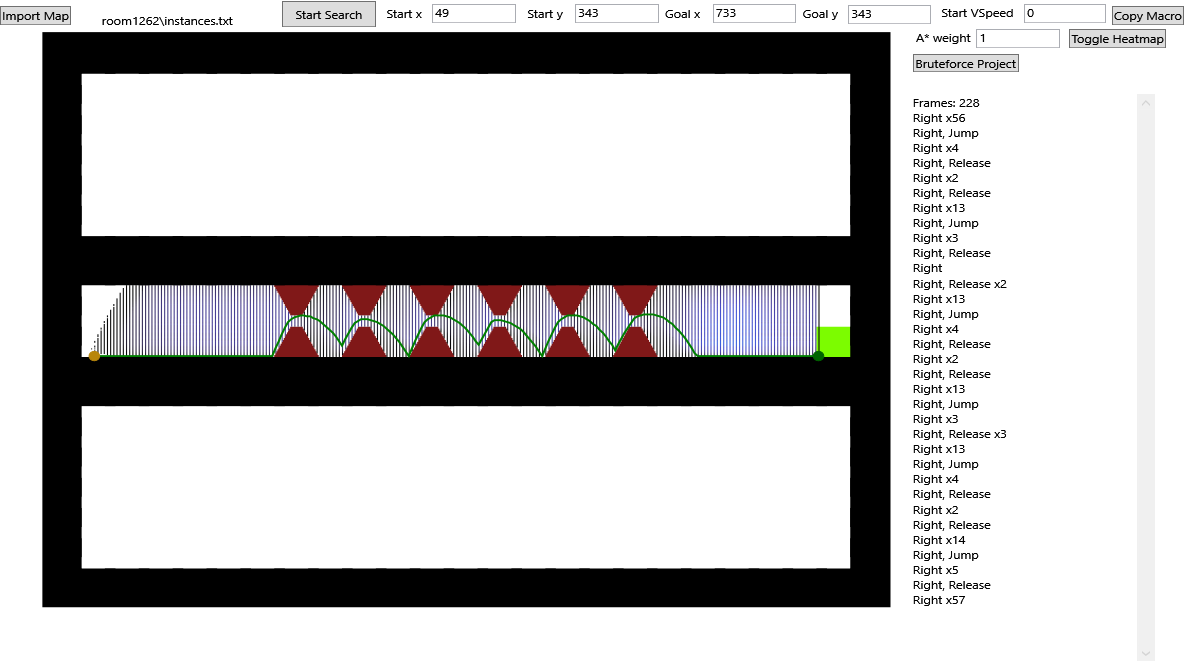 Import Map room1262\instances.txt Start Search Start x 49 Start y 343 Goal x 733 Goal y 343 Start VSpeed 0 Copy Macro
A* weight 1 Toggle Heatmap
Bruteforce Project
Frames: 228
Right x56
Right, Jump
Right x4
Right, Release
Right x2
Right, Release
Right x13
Right, Jump
Right x3
Right, Release
Right
Right, Release x2
Right x13
Right, Jump
Right x4
Right, Release
Right x2
Right, Release
Right x13
Right, Jump
Right x3
Right, Release x3
Right x13
Right, Jump
Right x4
Right, Release
Right x2
Right, Release
Right x14
Right, Jump
Right x5
Right, Release
Right x57